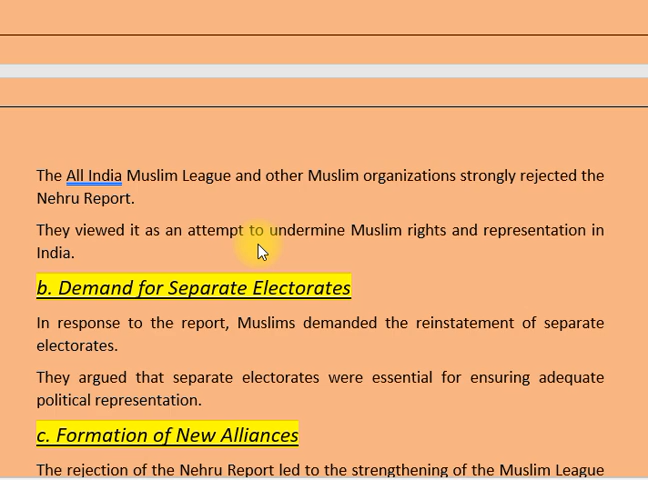 The All India Muslim League and other Muslim organizations strongly rejected the
Nehru Report.
They viewed it as an attempt to undermine Muslim rights and representation in
India.
b. Demand for Separate Electorates
In response to the report, Muslims demanded the reinstatement of separate
electorates.
They argued that separate electorates were essential for ensuring adequate
political representation.
c. Formation of New Alliances
The rejection of the Nehru Report led to the strengthening of the Muslim League